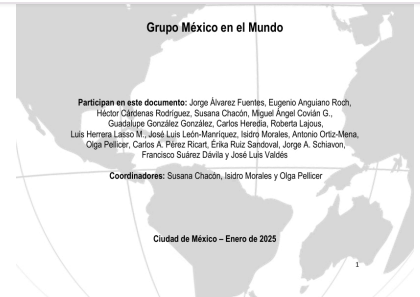 Grupo México en el Mundo
Participan en este documento: Jorge Álvarez Fuentes, Eugenio Anguiano Roch,
Héctor Cárdenas Rodríguez, Susana Chacón, Miguel Ángel Covián G.,
Guadalupe González González, Carlos Heredia, Roberta Lajous,
Luis Herrera Lasso M., José Luis León-Manríquez, Isidro Morales, Antonio Ortiz-Mena,
Olga Pellicer, Carlos A. Pérez Ricart, Érika Ruiz Sandoval, Jorge A. Schiavon,
Francisco Suárez Dávila y José Luis Valdés
Coordinadores: Susana Chacón, Isidro Morales y Olga Pellicer
Ciudad de México – Enero de 2025
1